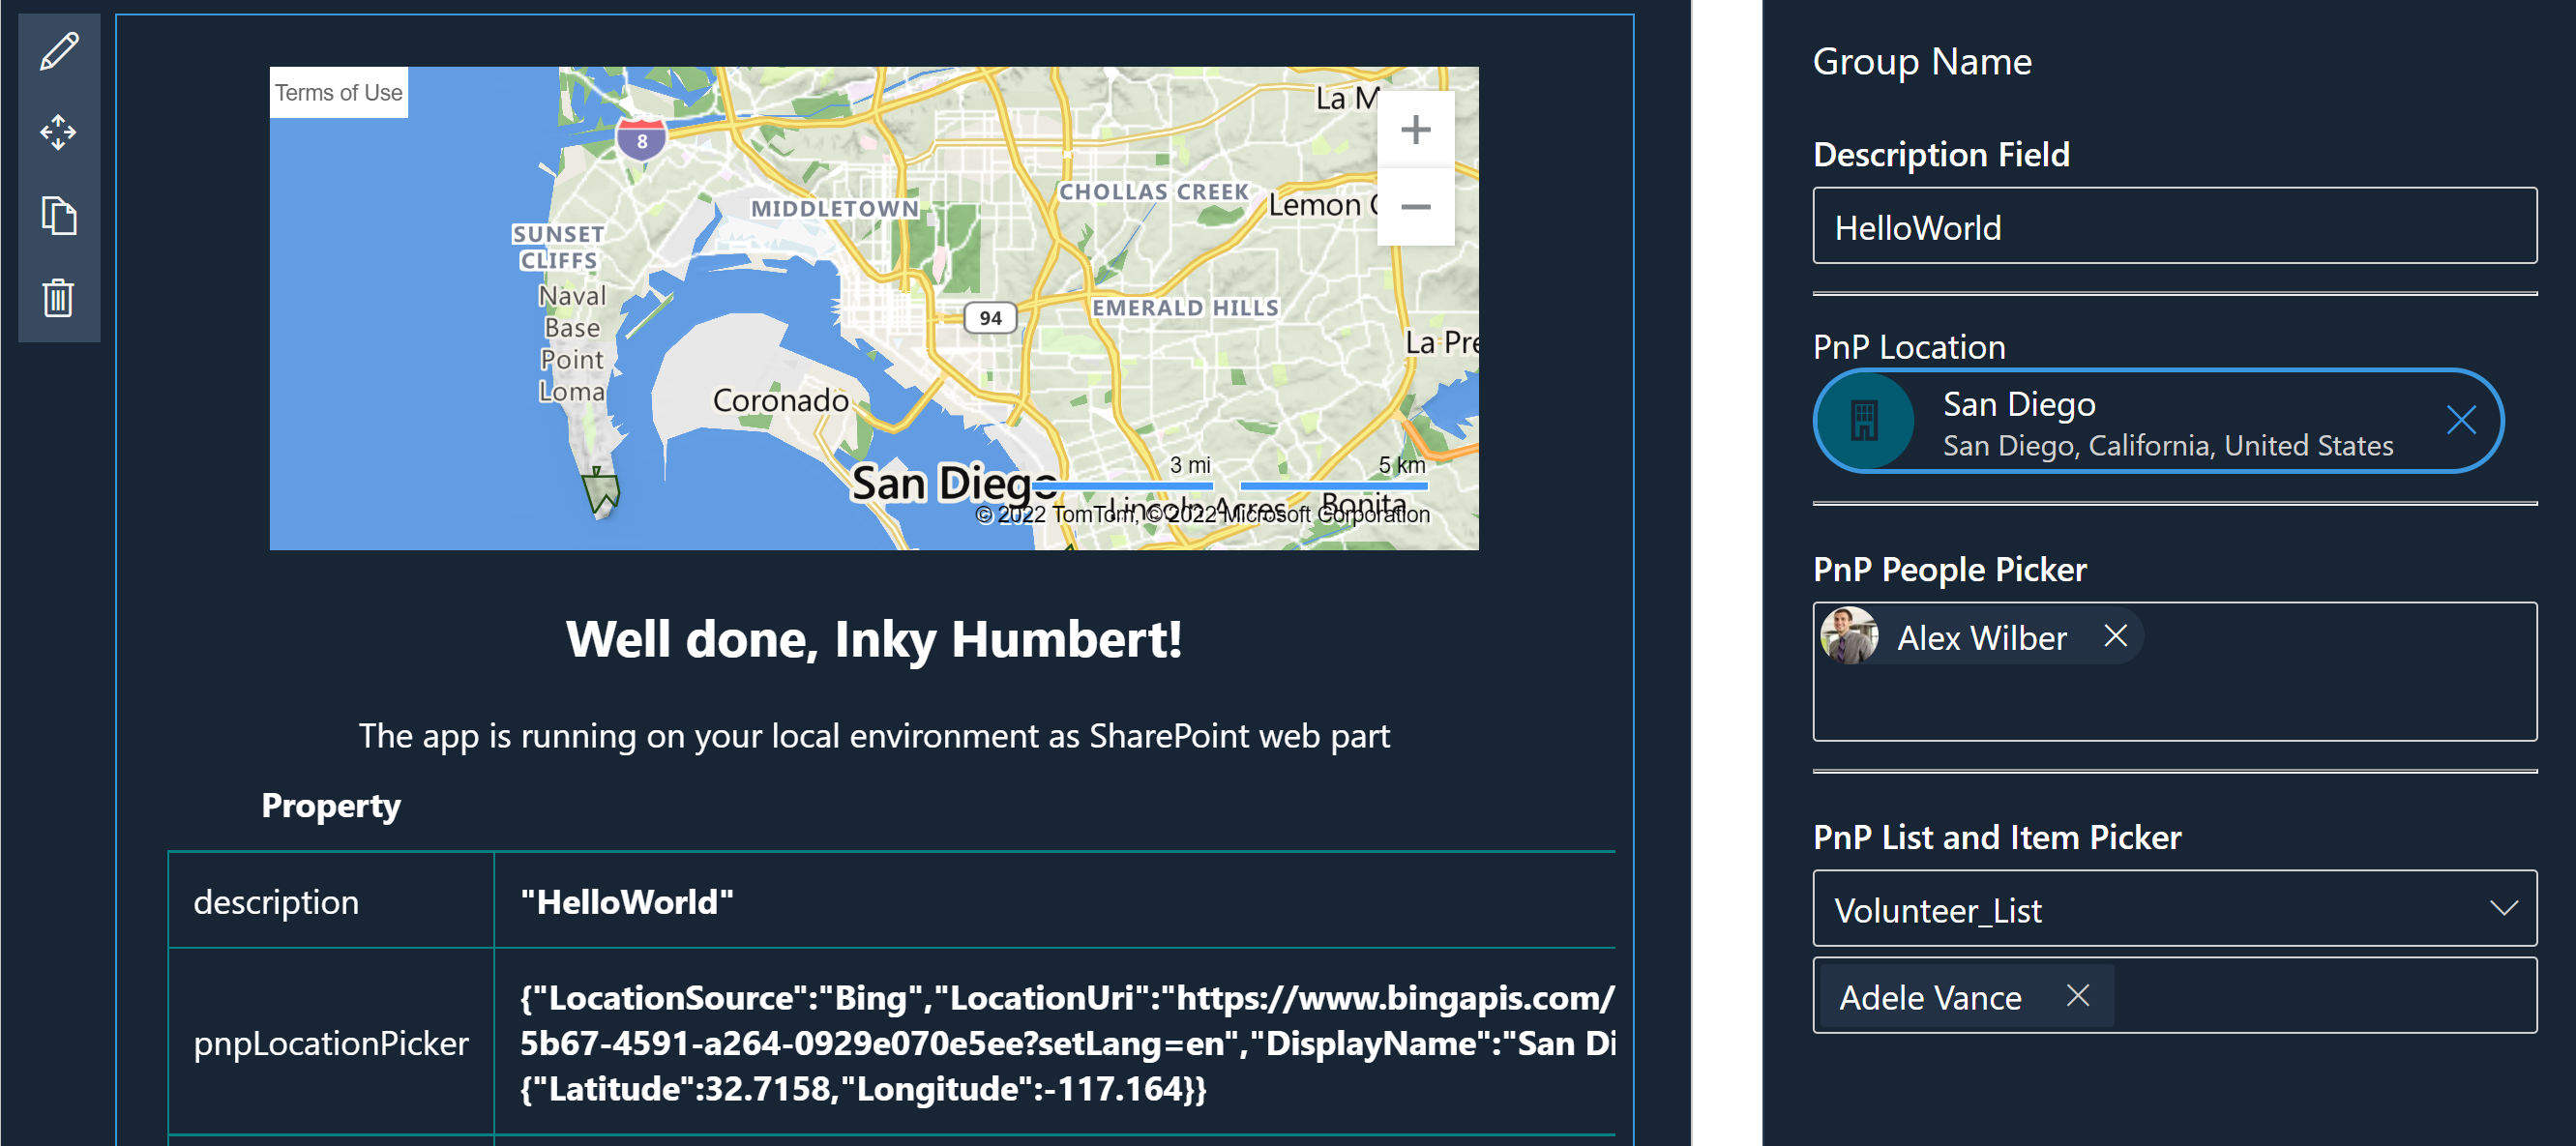 Terms of Use
8
La M
MIDDLETOWN
CHOLLAS CREEK
Lemon
SUNSET
CLIFFS
Naval
Base
Point
Loma
94
EMERALD HILLS
La Pre
Coronado
San Diego
3 mi
5 km
Lincoln Acres
Bonita
© 2022 TomTom, © 2022 Microsoft Corporation
Well done, Inky Humbert!
The app is running on your local environment as SharePoint web part
Property
description
"HelloWorld"
pnpLocationPicker
{"LocationSource":"Bing","LocationUri":"https://www.bingapis.com/
5b67-4591-a264-0929e070e5ee?setLang=en","DisplayName":"San Di
{"Latitude":32.7158,"Longitude":-117.164}}
Group Name
Description Field
HelloWorld
PnP Location
San Diego
San Diego, California, United States
PnP People Picker
Alex Wilber
PnP List and Item Picker
Volunteer_List
Adele Vance